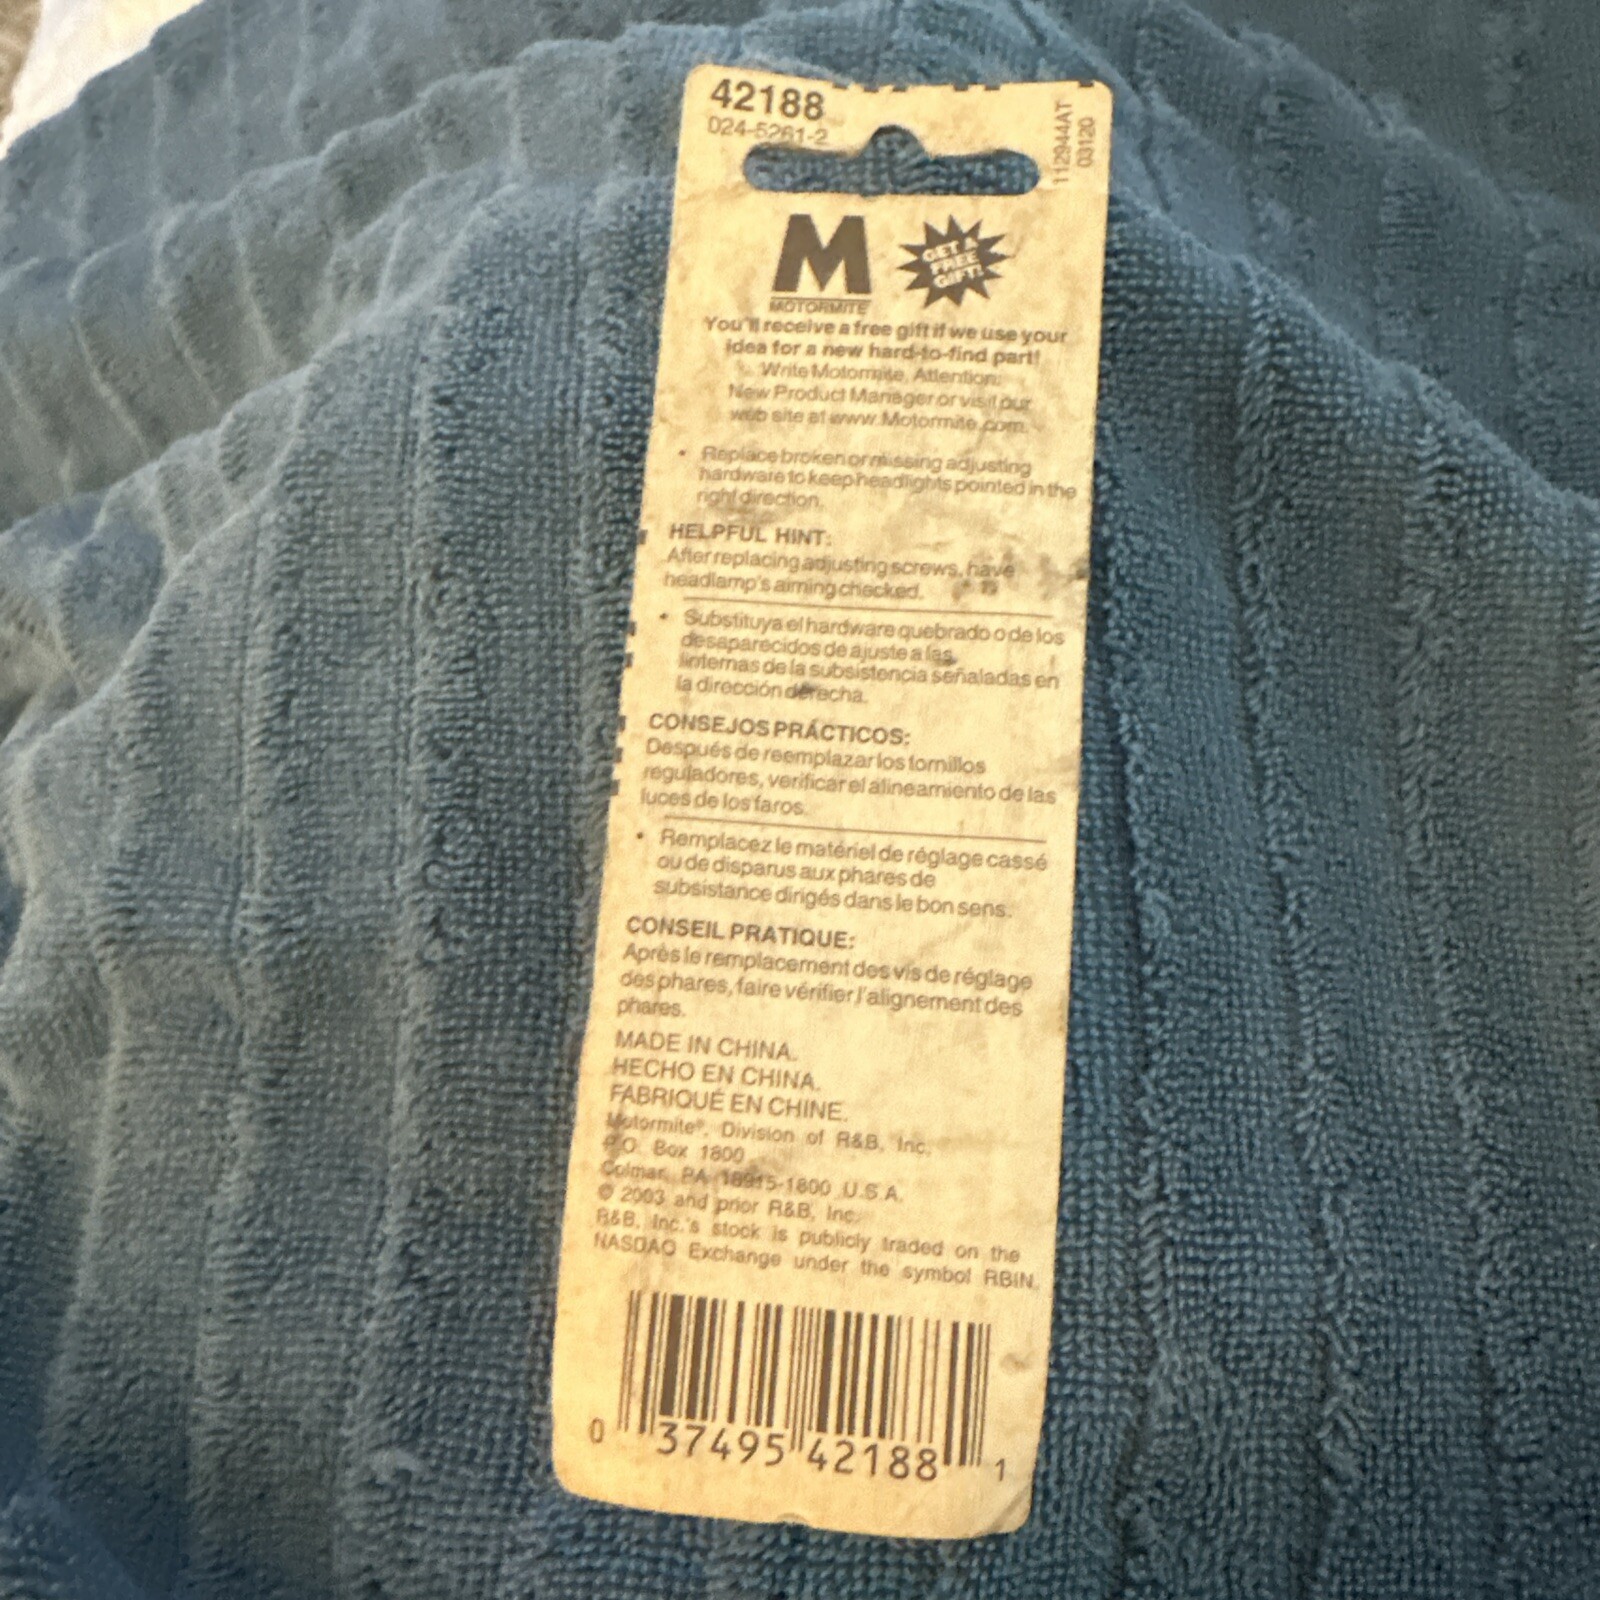 42188
D24-5261-2
112944AT
03120
M
MOTORMITE
GET A
FREE
GIFT!
You'll receive a free gift if we use your
idea for a new hard-to-find part!
Write Motormite, Attention:
New Product Manager or visit our
web site at www.Motormite.com.
• Replace broken or missing adjusting
hardware to keep headlights pointed in the
right direction.
HELPFUL HINT:
After replacing adjusting screws, have
headlamp's aiming checked.
• Substituya el hardware quebrado o de los
desaparecidos de ajuste a las
linternas de la subsistencia señaladas en
la dirección derecha.
CONSEJOS PRÁCTICOS:
Después de reemplazar los tornillos
reguladores, verificar el alineamiento de las
luces de los faros.
• Remplacez le matériel de réglage cassé
ou de disparus aux phares de
subsistance dirigés dans le bon sens.
CONSEIL PRATIQUE:
Après le remplacement des vis de réglage
des phares, faire vérifier l'alignement des
phares.
MADE IN CHINA.
HECHO EN CHINA.
FABRIQUÉ EN CHINE.
Motormite®, Division of R&B, Inc.
P.O. Box 1800
Colmar, PA 18915-1800 U.S.A.
© 2003 and prior R&B, Inc.
R&B, Inc.'s stock is publicly traded on the
NASDAQ Exchange under the symbol RBIN.
0 37495 42188 1